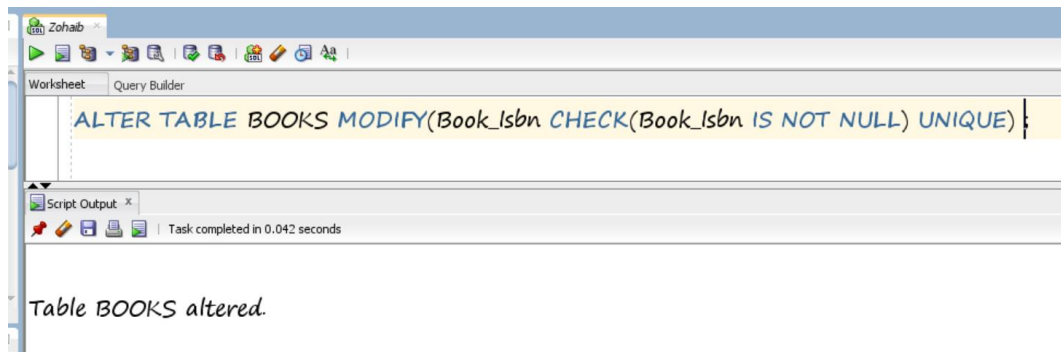 Zohaib
Worksheet Query Builder
ALTER TABLE BOOKS MODIFY(Book_Isbn CHECK(Book_Isbn IS NOT NULL) UNIQUE) ;
Script Output
Task completed in 0.042 seconds
Table BOOKS altered.